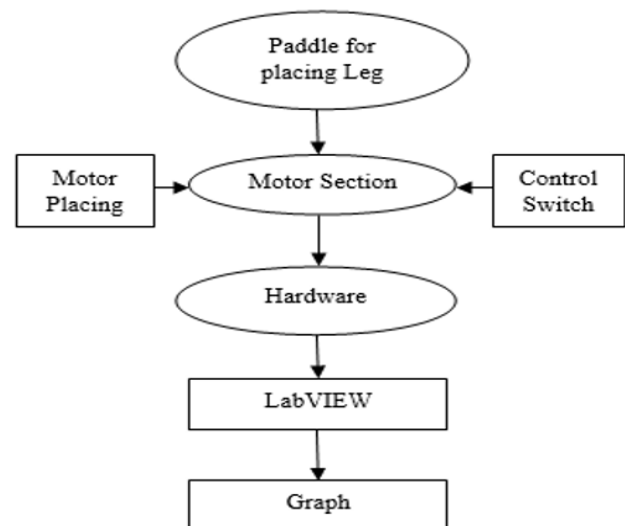 Paddle for
placing Leg
Motor
Placing
Motor Section
Control
Switch
Hardware
LabVIEW
Graph